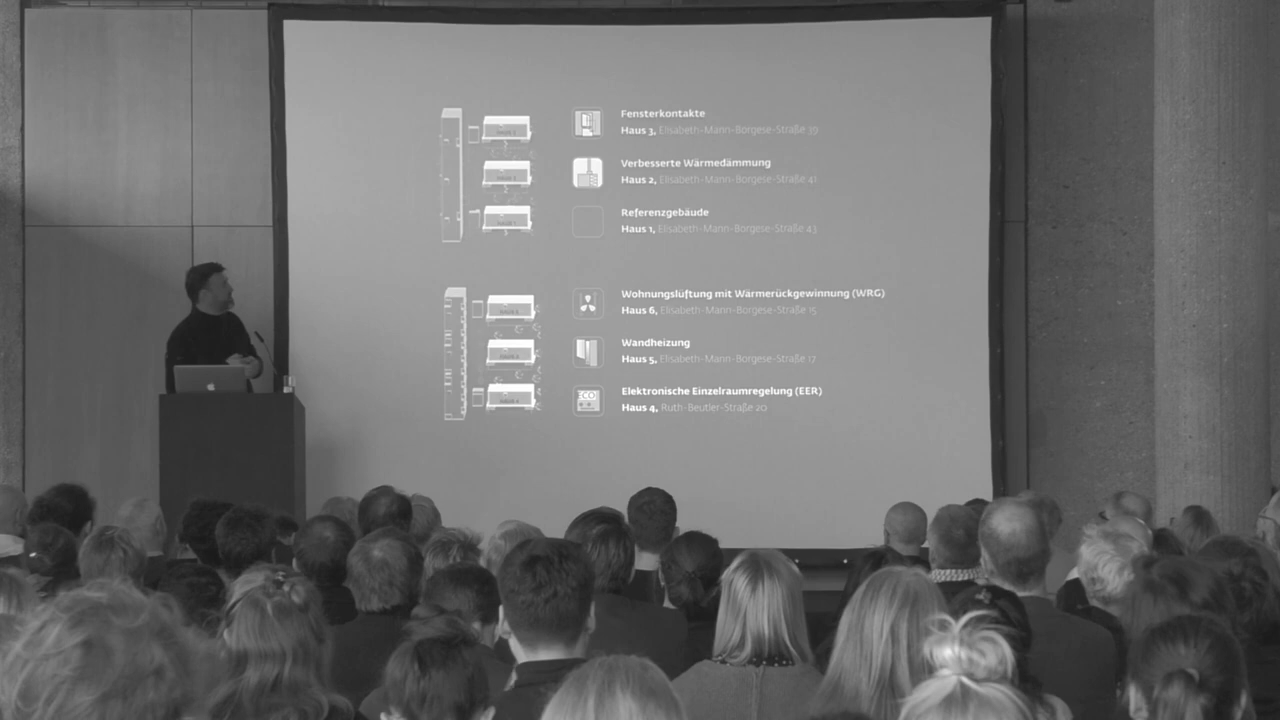 Fensterkontakte
Haus 3, Elisabeth-Mann-Borgese-Straße 39
Verbesserte Wärmedämmung
Haus 2, Elisabeth-Mann-Borgese-Straße 41
Referenzgebäude
Haus 1, Elisabeth-Mann-Borgese-Straße 43
Wohnungslüftung mit Wärmerückgewinnung (WRG)
Haus 6, Elisabeth-Mann-Borgese-Straße 15
Wandheizung
Haus 5, Elisabeth-Mann-Borgese-Straße 17
ECO
Elektronische Einzelraumregelung (EER)
Haus 4, Ruth-Beutler-Straße 20